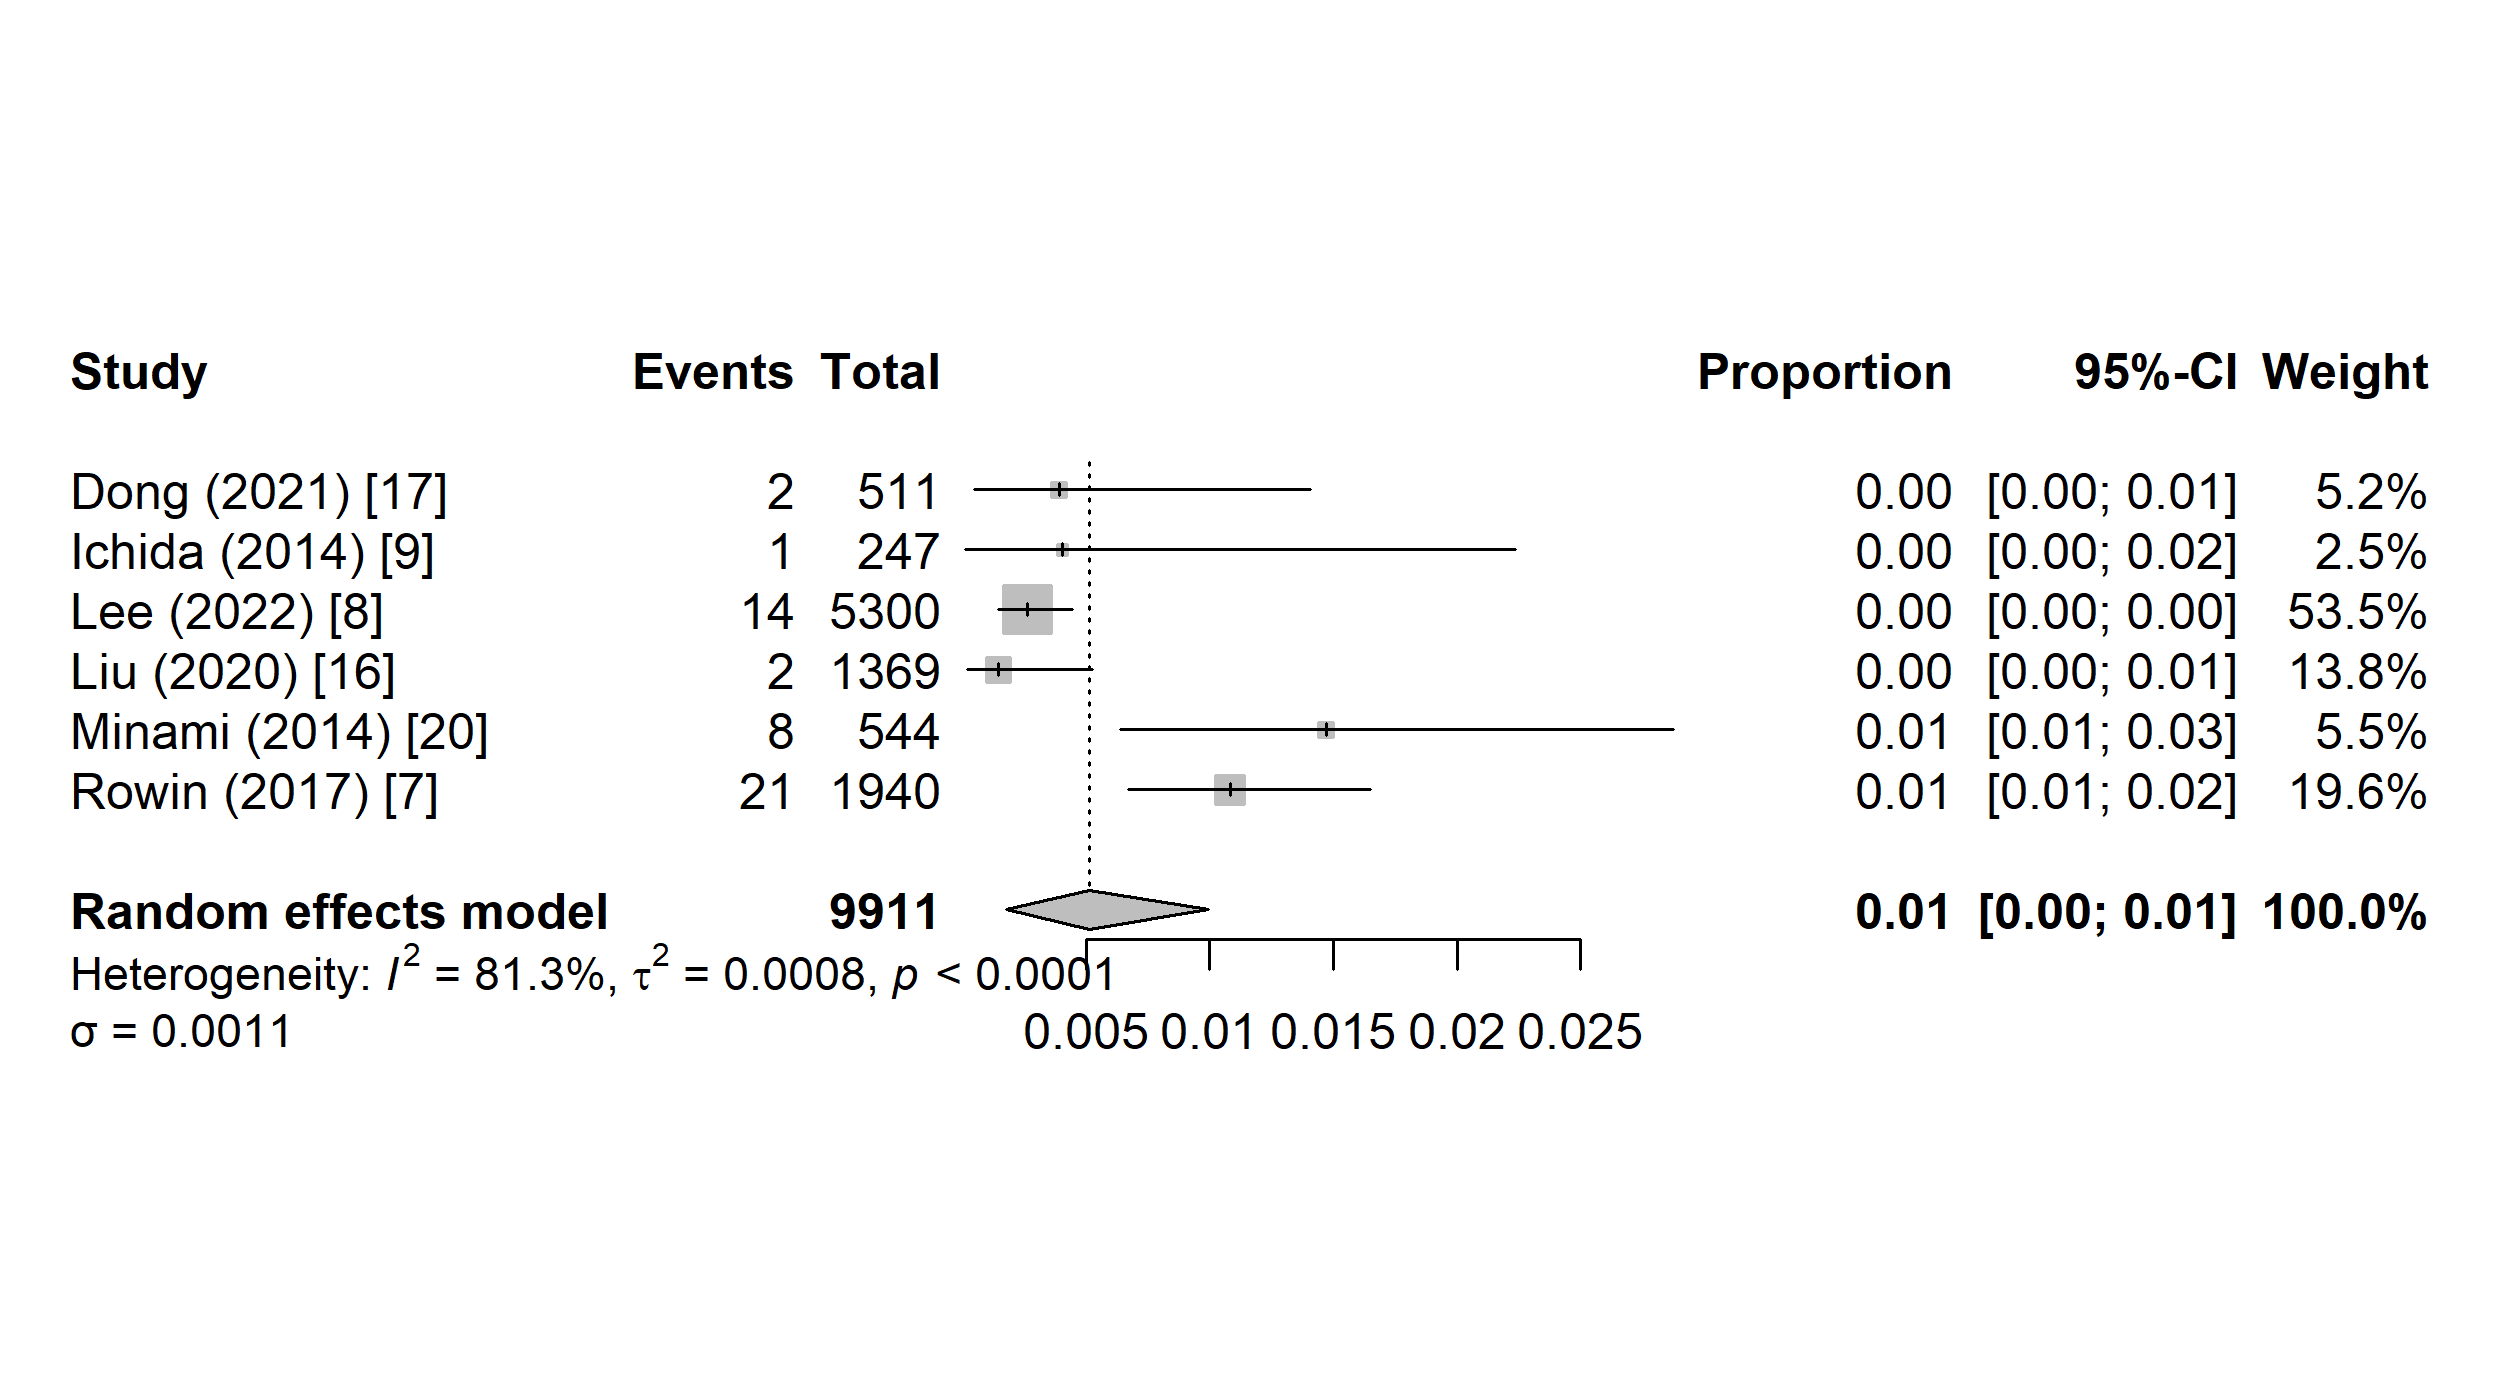 Study Events Total Proportion 95%-CI Weight
Dong (2021) [17] 2 511 0.00 [0.00; 0.01] 5.2%
Ichida (2014) [9] 1 247 0.00 [0.00; 0.02] 2.5%
Lee (2022) [8] 14 5300 0.00 [0.00; 0.00] 53.5%
Liu (2020) [16] 2 1369 0.00 [0.00; 0.01] 13.8%
Minami (2014) [20] 8 544 0.01 [0.01; 0.03] 5.5%
Rowin (2017) [7] 21 1940 0.01 [0.01; 0.02] 19.6%
Random effects model 9911 0.01 [0.00; 0.01] 100.0%
Heterogeneity: I² = 81.3%, τ² = 0.0008, p < 0.0001
σ = 0.0011 0.005 0.01 0.015 0.02 0.025